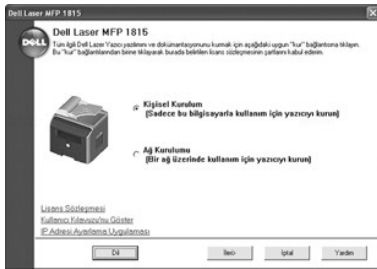 Dell Laser MFP 1815
Dell Laser MFP 1815
DELL
Tüm ilgili Dell Lazer Yazıcı yazılımını ve dokümantasyonunu kurmak için aşağıdaki uygun "kur" bağlantısına tıklayın.
Bu "kur" bağlantılarından birine tıklayarak burada belirtilen lisans sözleşmesinin şartlarını kabul ederim.
Kişisel Kurulum
(Sadece bu bilgisayarla kullanım için yazıcıyı kurun)
Ağ Kurulumu
(Bir ağ üzerinde kullanım için yazıcıyı kurun)
Lisans Sözleşmesi
Kullanıcı Kılavuzu'nu Göster
IP Adresi Ayarlama Uygulaması
Dil
İleri>
İptal
Yardım